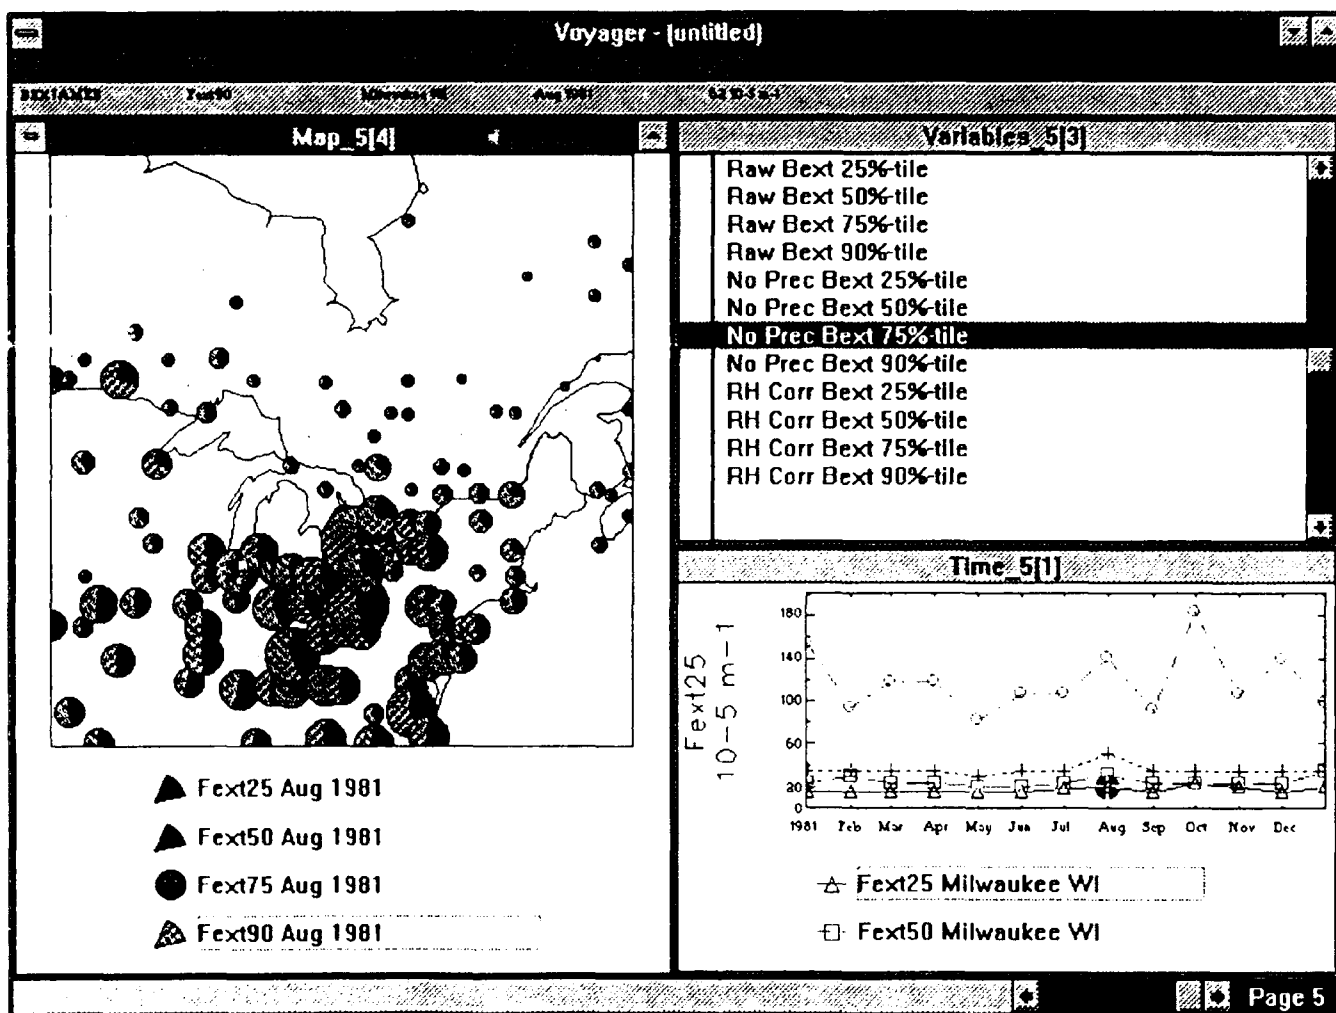 Voyager - (untitled)
Fext90
Milwaukee WI
Aug 1981
Map_5[4]
Variables_5[3]
Raw Bext 25%-tile
Raw Bext 50%-tile
Raw Bext 75%-tile
Raw Bext 90%-tile
No Prec Bext 25%-tile
No Prec Bext 50%-tile
No Prec Bext 75%-tile
No Prec Bext 90%-tile
RH Corr Bext 25%-tile
RH Corr Bext 50%-tile
RH Corr Bext 75%-tile
RH Corr Bext 90%-tile
Fext25 Aug 1981
Fext50 Aug 1981
Fext75 Aug 1981
Fext90 Aug 1981
Time_5[1]
Fext25
10-5 m-1
180
140
100
60
20
0
1981 Feb Mar Apr May Jun Jul Aug Sep Oct Nov Dec
Fext25 Milwaukee WI
Fext50 Milwaukee WI
Page 5